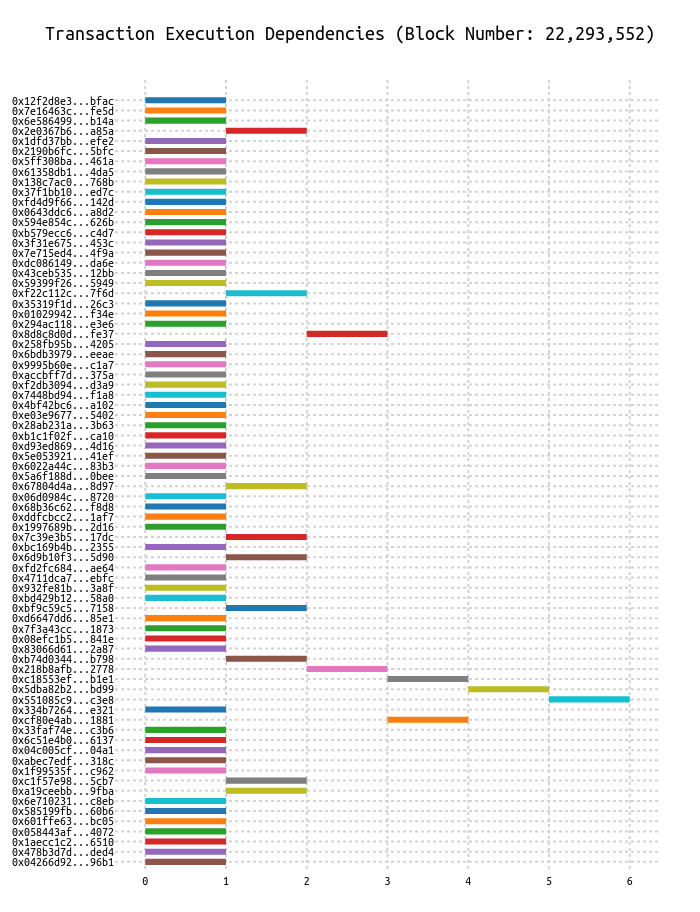 Transaction Execution Dependencies (Block Number: 22,293,552)
0x12f2d8e3...bfac
0x7e16463c...fe5d
0x6e586499...b14a
0x2e0367b6...a85a
0x1dfd37bb...efe2
0x2190b6fc...5bfc
0x5ff308ba...461a
0x61358db1...4da5
0x138c7ac0...768b
0x37f1bb10...ed7c
0xfd4d9f66...142d
0x0643ddc6...a8d2
0x594e854c...626b
0xb579ecc6...c4d7
0x3f31e675...453c
0x7e715ed4...4f9a
0xdc086149...da6e
0x43ceb535...12bb
0x59399f26...5949
0xf22c112c...7f6d
0x35319f1d...26c3
0x01029942...f34e
0x294ac118...e3e6
0x8d8c8d0d...fe37
0x258fb95b...4205
0x6bdb3979...eeae
0x9995b60e...c1a7
0xaccbff7d...375a
0xf2db3094...d3a9
0x7448bd94...f1a8
0x4bf42bc6...a102
0xe03e9677...5402
0x28ab231a...3b63
0xb1c1f02f...ca10
0xd93ed869...4d16
0x5e053921...41ef
0x6022a44c...83b3
0x5a6f188d...0bee
0x67804d4a...8d97
0x06d0984c...8720
0x68b36c62...f8d8
0xddfcbcc2...1af7
0x1997689b...2d16
0x7c39e3b5...17dc
0xbc169b4b...2355
0x6d9b10f3...5d90
0xfd2fc684...ae64
0x4711dca7...ebfc
0x932fe81b...3a8f
0xbd429b12...58a0
0xbf9c59c5...7158
0xd6647dd6...85e1
0x7f3a43cc...1873
0x08efc1b5...841e
0x83066d61...2a87
0xb74d0344...b798
0x218b8afb...2778
0xc18553ef...b1e1
0x5dba82b2...bd99
0x551085c9...c3e8
0x334b7264...e321
0xcf80e4ab...1881
0x33faf74e...c3b6
0x6c51e4b0...6137
0x04c005cf...04a1
0xabec7edf...318c
0x1f99535f...c962
0xc1f57e98...5cb7
0xa19ceebb...9fba
0x6e710231...c8eb
0x585199fb...60b6
0x601ffe63...bc05
0x058443af...4072
0x1aecc1c2...6510
0x478b3d7d...ded4
0x04266d92...96b1
0 1 2 3 4 5 6